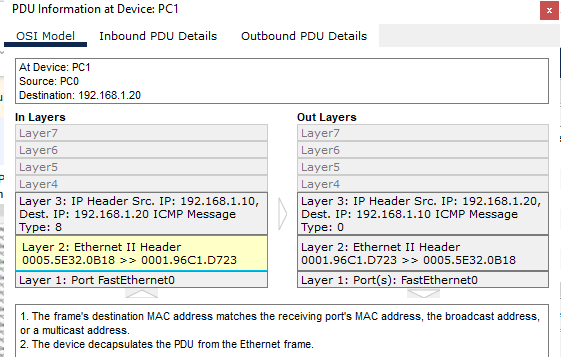 PDU Information at Device: PC1
x
OSI Model Inbound PDU Details Outbound PDU Details
At Device: PC1
Source: PC0
Destination: 192.168.1.20
In Layers
Layer7
Layer6
Layer5
Layer4
Layer 3: IP Header Src. IP: 192.168.1.10,
Dest. IP: 192.168.1.20 ICMP Message
Type: 8
Layer 2: Ethernet II Header
0005.5E32.0B18 >> 0001.96C1.D723
Layer 1: Port FastEthernet0
Out Layers
Layer7
Layer6
Layer5
Layer4
Layer 3: IP Header Src. IP: 192.168.1.20,
Dest. IP: 192.168.1.10 ICMP Message
Type: 0
Layer 2: Ethernet II Header
0001.96C1.D723 >> 0005.5E32.0B18
Layer 1: Port(s): FastEthernet0
1. The frame's destination MAC address matches the receiving port's MAC address, the broadcast address,
or a multicast address.
2. The device decapsulates the PDU from the Ethernet frame.